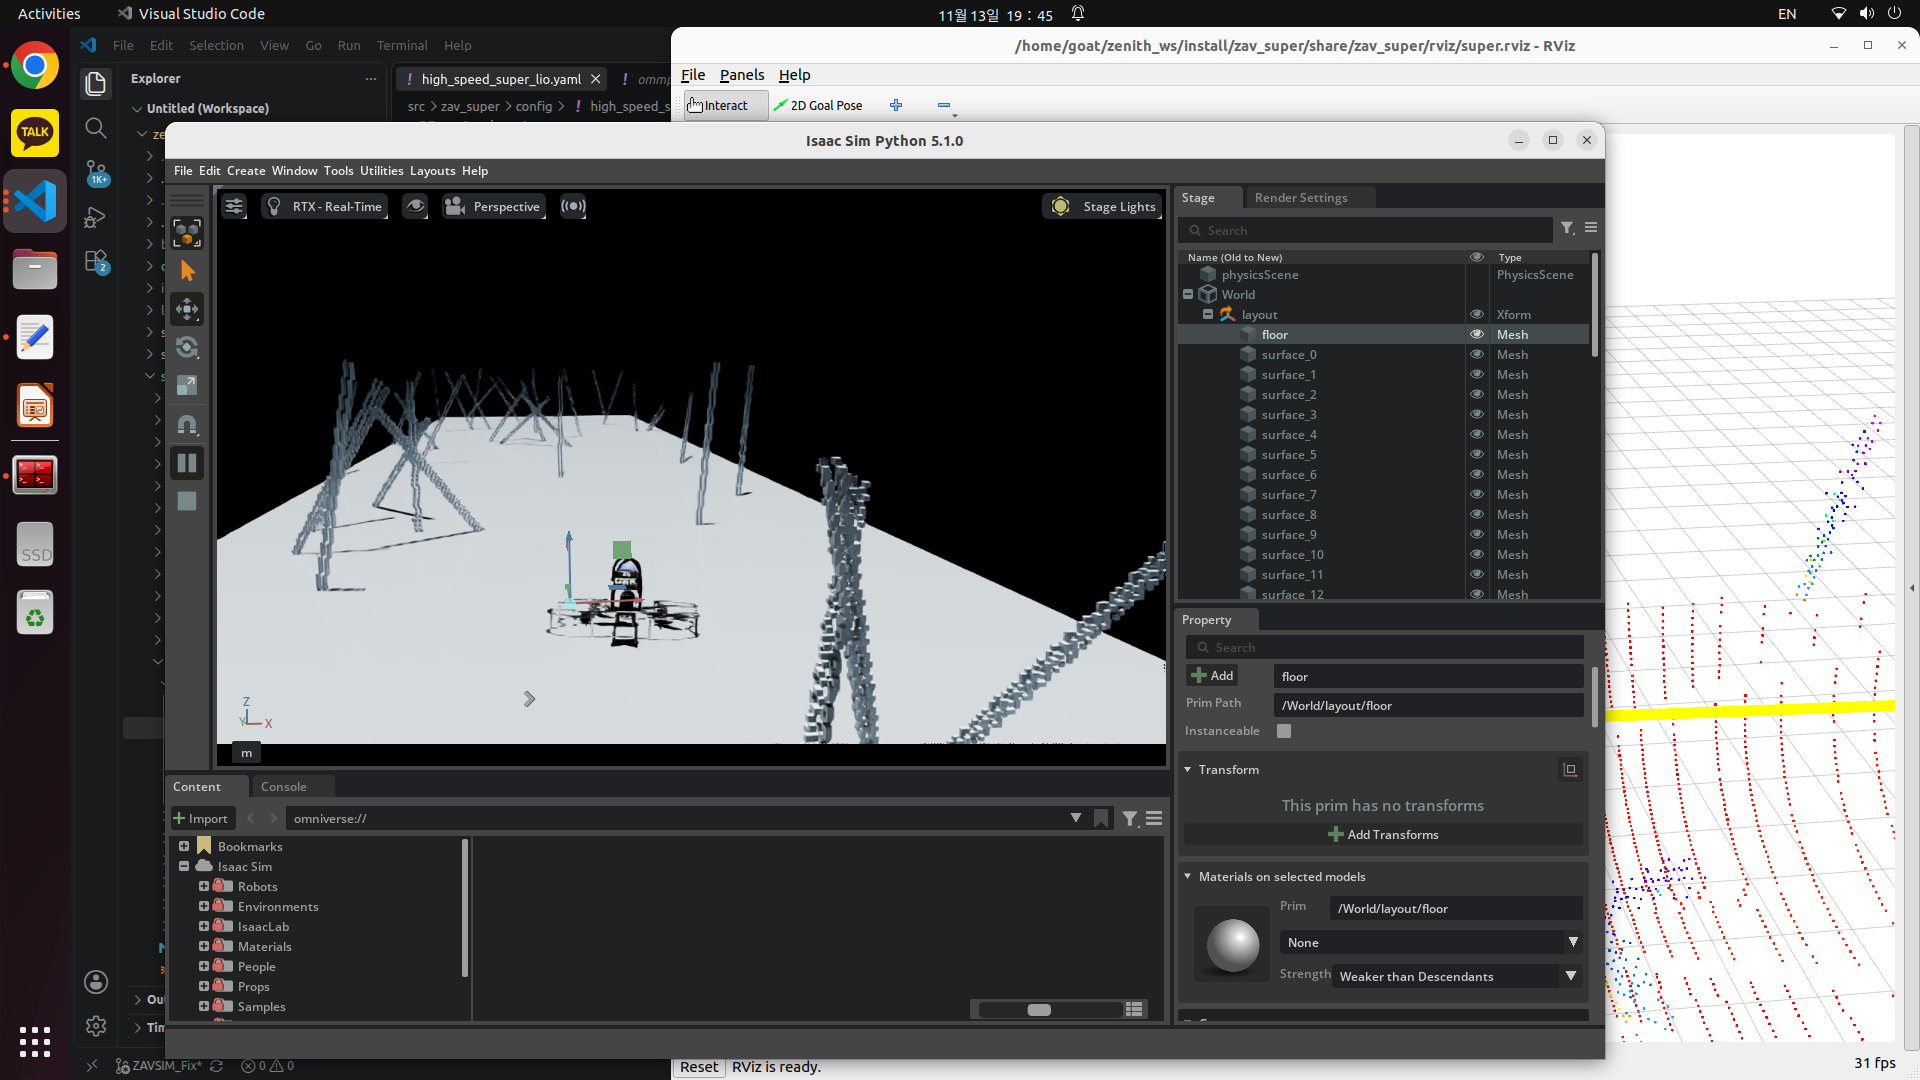 Activities
Visual Studio Code
11월 13일 19 : 45
EN
File Edit Selection View Go Run Terminal Help
/home/goat/zenith_ws/install/zav_super/share/zav_super/rviz/super.rviz - RViz
File Panels Help
Interact
2D Goal Pose
Explorer
Untitled (Workspace)
high_speed_super_lio.yaml
src > zav_super > config >
TALK
1K+
2
SSD
Isaac Sim Python 5.1.0
File Edit Create Window Tools Utilities Layouts Help
RTX - Real-Time
Perspective
Stage Lights
Z
Y
X
m
Stage
Render Settings
Search
Name (Old to New)
Type
physicsScene PhysicsScene
World
layout Xform
floor Mesh
surface_0 Mesh
surface_1 Mesh
surface_2 Mesh
surface_3 Mesh
surface_4 Mesh
surface_5 Mesh
surface_6 Mesh
surface_7 Mesh
surface_8 Mesh
surface_9 Mesh
surface_10 Mesh
surface_11 Mesh
surface_12 Mesh
Property
Search
Add
floor
Prim Path
/World/layout/floor
Instanceable
Transform
This prim has no transforms
Add Transforms
Materials on selected models
Prim
/World/layout/floor
None
Strength
Weaker than Descendants
Content
Console
Import
omniverse://
Bookmarks
Isaac Sim
Robots
Environments
IsaacLab
Materials
People
Props
Samples
ZAVSIM_Fix*
0
0
Reset
RViz is ready.
31 fps